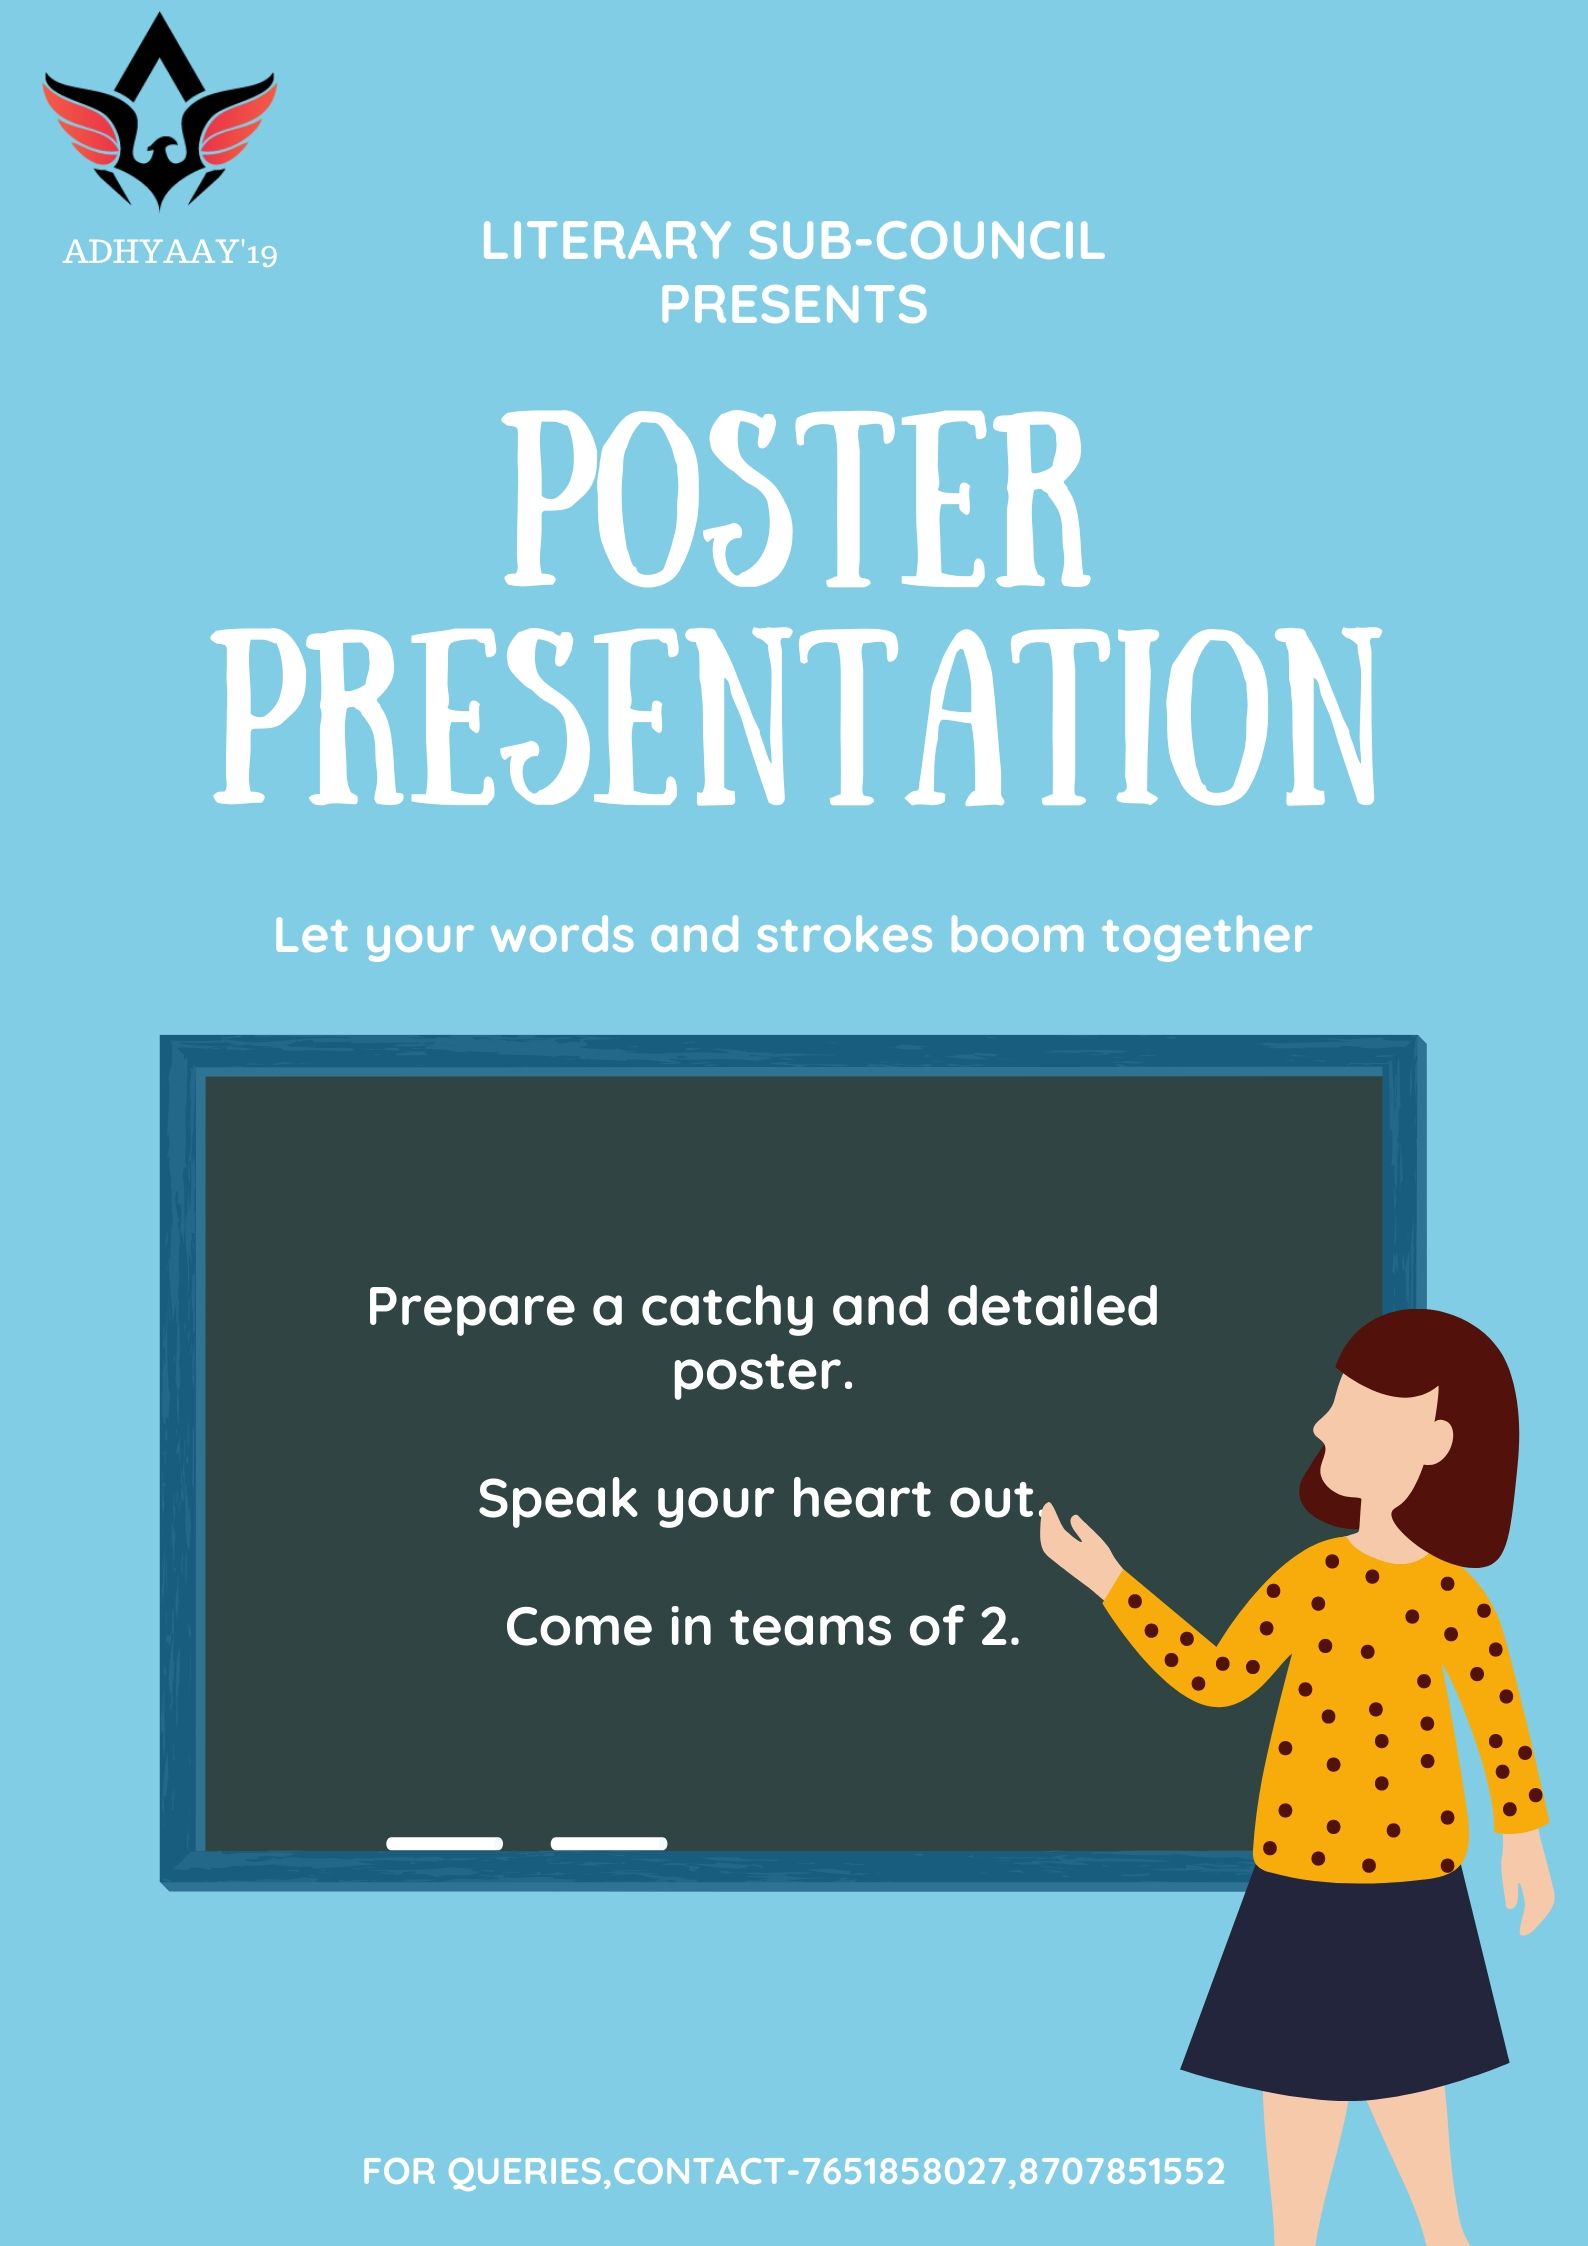 ADHYAAY'19
LITERARY SUB-COUNCIL
PRESENTS
POSTER
PRESENTATION
Let your words and strokes boom together
Prepare a catchy and detailed
poster.
Speak your heart out.
Come in teams of 2.
FOR QUERIES,CONTACT-7651858027,8707851552